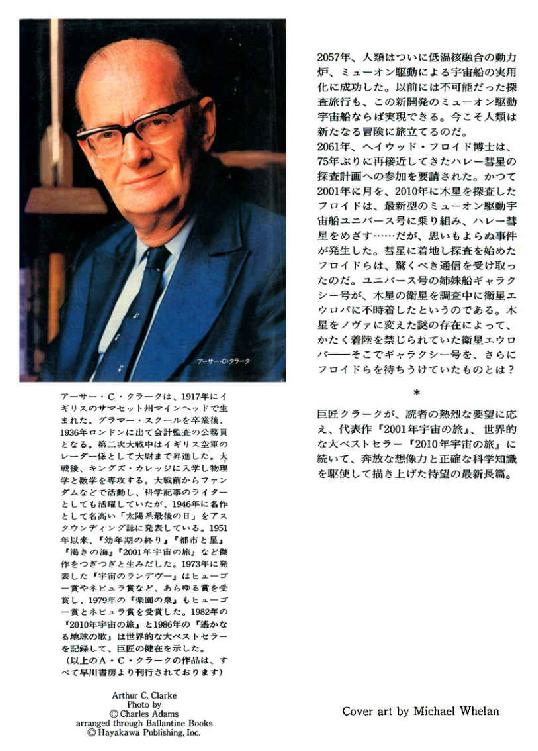 アーサー・C・クラーク
アーサー・C・クラークは、1917年にイ
ギリスのサマセット州マインヘッドで生
まれた。グラマー・スクールを卒業後、
1936年ロンドンに出て会計監査の公務員
となる。第二次大戦中はイギリス空軍の
レーダー係として大尉まで昇進した。大
戦後、キングズ・カレッジに入学し物理
学と数学を専攻する。大戦前からファン
ダムなどで活動し、科学記事のライター
としても活躍していたが、1946年に名作
として名高い「太陽系最後の日」をアス
タウンディング誌に発表している。1951
年以来、『幼年期の終り』『都市と星』
『渇きの海』『2001年宇宙の旅』など傑
作をつぎつぎと生みだした。1973年に発
表した『宇宙のランデヴー』はヒューゴ
ー賞やネビュラ賞など、あらゆる賞を受
賞し、1979年の『楽園の泉』もヒューゴ
ー賞とネビュラ賞を受賞した。1982年の
『2010年宇宙の旅』と1986年の『遙かな
る地球の歌』は世界的な大ベストセラー
を記録して、巨匠の健在を示した。
（以上のA・C・クラークの作品は、す
べて早川書房より刊行されております）
Arthur C. Clarke
Photo by
© Charles Adams
arranged through Ballantine Books
© Hayakawa Publishing, Inc.
2057年、人類はついに低温核融合の動力
炉、ミューオン駆動による宇宙船の実用
化に成功した。以前には不可能だった探
査旅行も、この新開発のミューオン駆動
宇宙船ならば実現できる。今こそ人類は
新たなる冒険に旅立てるのだ。
2061年、ヘイウッド・フロイド博士は、
75年ぶりに再接近してきたハレー彗星の
探査計画への参加を要請された。かつて
2001年に月を、2010年に木星を探査した
フロイドは、最新型のミューオン駆動宇
宙船ユニバース号に乗り組み、ハレー彗
星をめざす……だが、思いもよらぬ事件
が発生した。彗星に着地し探査を始めた
フロイドらは、驚くべき通信を受け取っ
たのだ。ユニバース号の姉妹船ギャラク
シー号が、木星の衛星を調査中に衛星エ
ウロパに不時着したというのである。木
星をノヴァに変えた謎の存在によって、
かたく着陸を禁じられていた衛星エウロ
パ――そこでギャラクシー号を、さらに
フロイドらを待ちうけていたものとは？
＊
巨匠クラークが、読者の熱烈な要望に応
え、代表作『2001年宇宙の旅』、世界的
な大ベストセラー『2010年宇宙の旅』に
続いて、奔放な想像力と正確な科学知識
を駆使して描き上げた待望の最新長篇。
Cover art by Michael Whelan